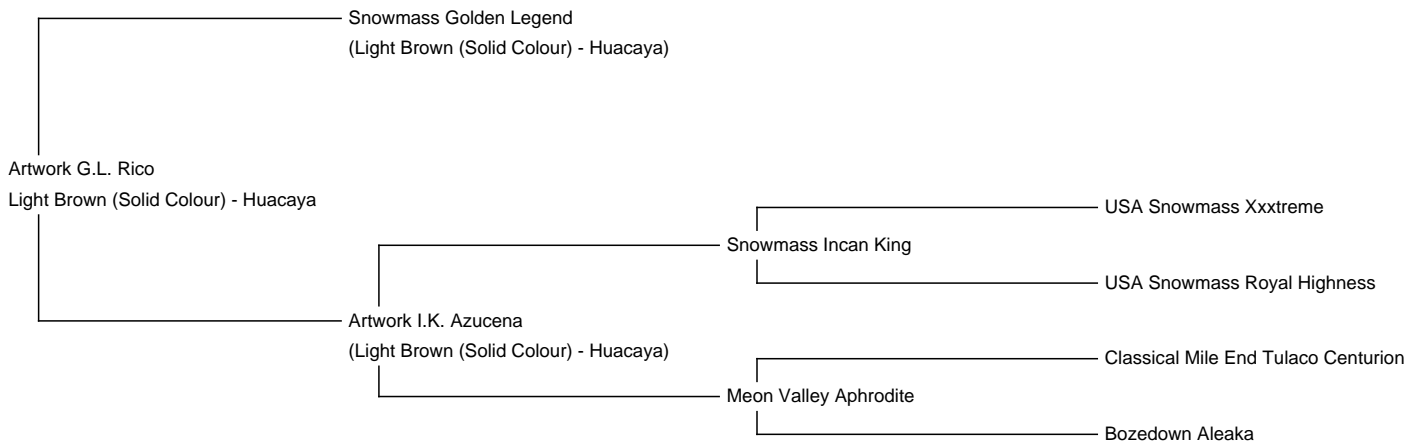 Snowmass Golden Legend
(Light Brown (Solid Colour) - Huacaya)
Artwork G.L. Rico
Light Brown (Solid Colour) - Huacaya
USA Snowmass Xxxtreme
Snowmass Incan King
USA Snowmass Royal Highness
Artwork I.K. Azucena
(Light Brown (Solid Colour) - Huacaya)
Classical Mile End Tulaco Centurion
Meon Valley Aphrodite
Bozedown Aleaka